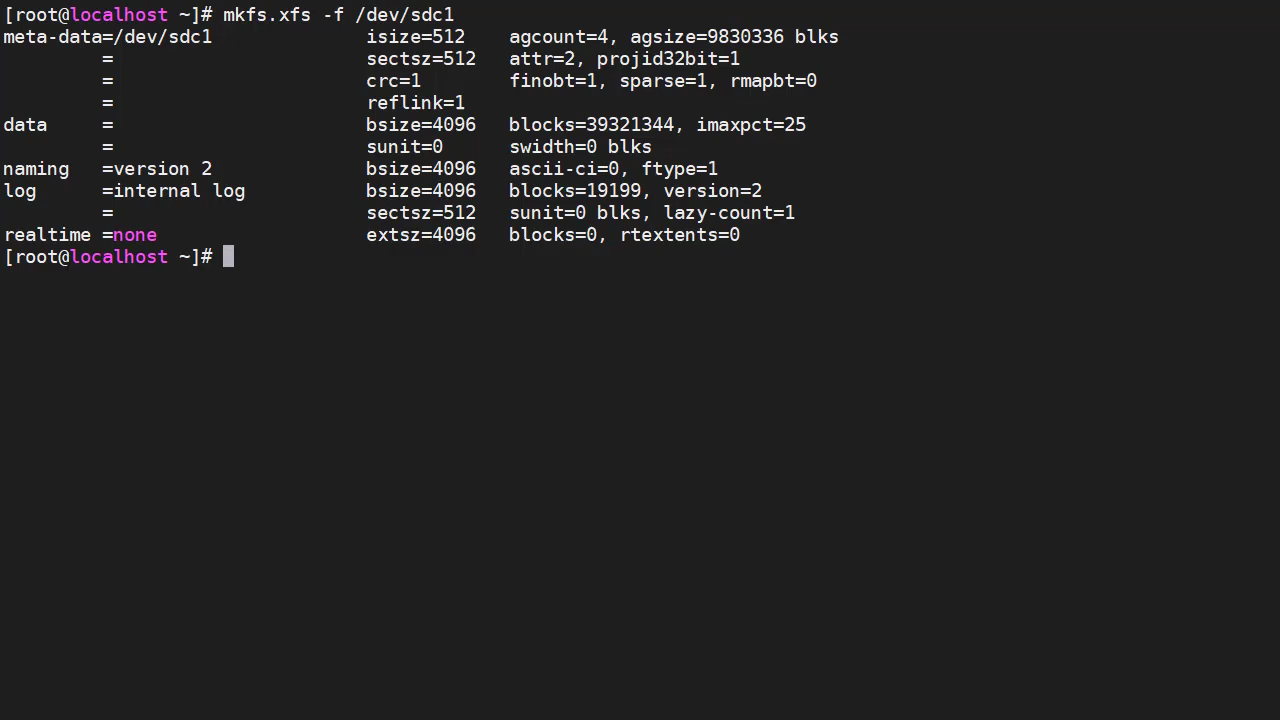 [root@localhost ~]# mkfs.xfs -f /dev/sdc1
meta-data=/dev/sdc1              isize=512    agcount=4, agsize=9830336 blks
         =                       sectsz=512   attr=2, projid32bit=1
         =                       crc=1        finobt=1, sparse=1, rmapbt=0
         =                       reflink=1
data     =                       bsize=4096   blocks=39321344, imaxpct=25
         =                       sunit=0      swidth=0 blks
naming   =version 2              bsize=4096   ascii-ci=0, ftype=1
log      =internal log           bsize=4096   blocks=19199, version=2
         =                       sectsz=512   sunit=0 blks, lazy-count=1
realtime =none                   extsz=4096   blocks=0, rtextents=0
[root@localhost ~]#